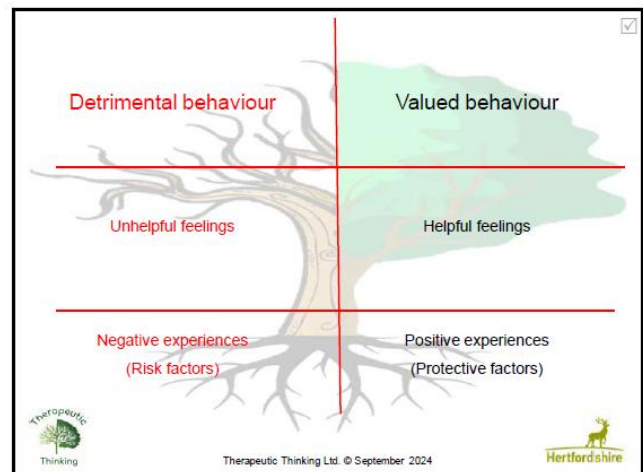 Detrimental behaviour
Valued behaviour
Unhelpful feelings
Helpful feelings
Negative experiences
(Risk factors)
Positive experiences
(Protective factors)
Therapeutic
Thinking
Therapeutic Thinking Ltd. © September 2024
Hertfordshire